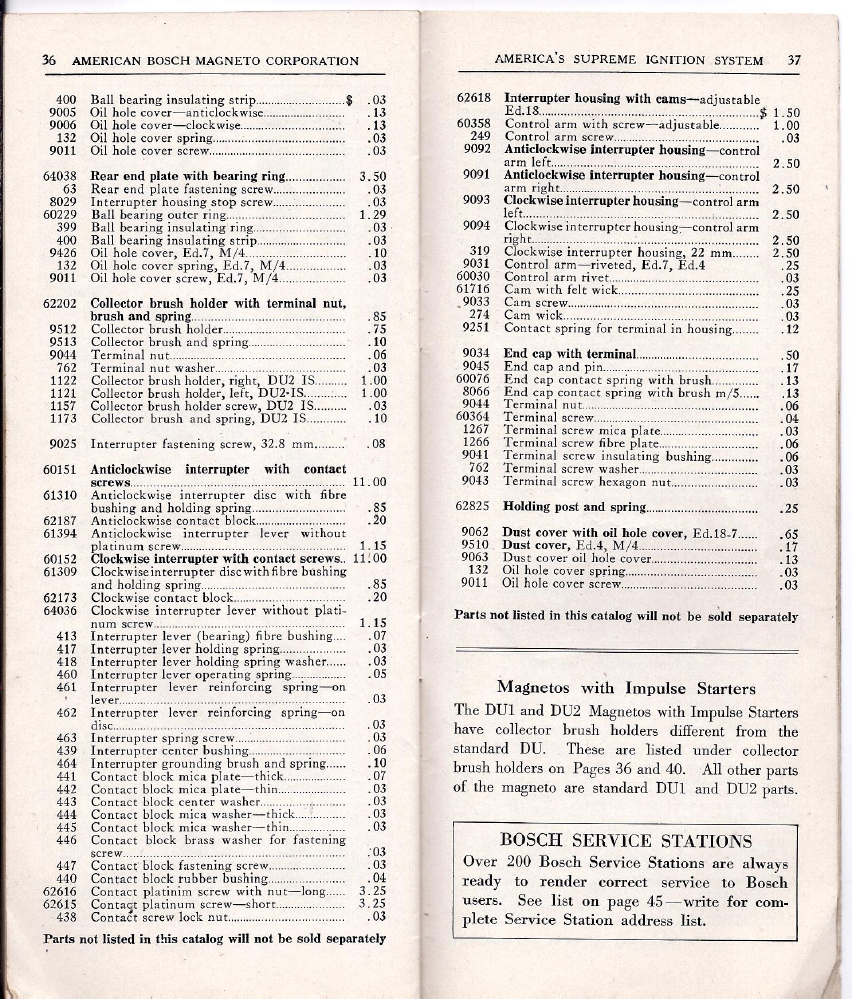 36 AMERICAN BOSCH MAGNETO CORPORATION
400 Ball bearing insulating strip $ .03
9005 Oil hole cover—anticlockwise .13
9006 Oil hole cover—clockwise .13
132 Oil hole cover spring .03
9011 Oil hole cover screw .03
64038 Rear end plate with bearing ring 3.50
63 Rear end plate fastening screw .03
8029 Interrupter housing stop screw .03
60229 Ball bearing outer ring 1.29
399 Ball bearing insulating ring .03
400 Ball bearing insulating strip .03
9426 Oil hole cover, Ed.7, M/4 .10
132 Oil hole cover spring, Ed.7, M/4 .03
9011 Oil hole cover screw, Ed.7, M/4 .03
62202 Collector brush holder with terminal nut,
brush and spring .85
9512 Collector brush holder .75
9513 Collector brush and spring .10
9044 Terminal nut .06
762 Terminal nut washer .03
1122 Collector brush holder, right, DU2 IS 1.00
1121 Collector brush holder, left, DU2-IS 1.00
1157 Collector brush holder screw, DU2 IS .03
1173 Collector brush and spring, DU2 IS .10
9025 Interrupter fastening screw, 32.8 mm. .08
60151 Anticlockwise interrupter with contact
screws 11.00
61310 Anticlockwise interrupter disc with fibre
bushing and holding spring .85
62187 Anticlockwise contact block .20
61394 Anticlockwise interrupter lever without
platinum screw 1.15
60152 Clockwise interrupter with contact screws 11.00
61309 Clockwise interrupter disc with fibre bushing
and holding spring .85
62173 Clockwise contact block .20
64036 Clockwise interrupter lever without plati-
num screw 1.15
413 Interrupter lever (bearing) fibre bushing .07
417 Interrupter lever holding spring .03
418 Interrupter lever holding spring washer .03
460 Interrupter lever operating spring .05
461 Interrupter lever reinforcing spring—on
lever .03
462 Interrupter lever reinforcing spring—on
disc .03
463 Interrupter spring screw .03
439 Interrupter center bushing .06
464 Interrupter grounding brush and spring .10
441 Contact block mica plate—thick .07
442 Contact block mica plate—thin .03
443 Contact block center washer .03
444 Contact block mica washer—thick .03
445 Contact block mica washer—thin .03
446 Contact block brass washer for fastening
screw .03
447 Contact block fastening screw .03
440 Contact block rubber bushing .04
62616 Contact platinim screw with nut—long 3.25
62615 Contact platinum screw—short 3.25
438 Contact screw lock nut .03
Parts not listed in this catalog will not be sold separately
AMERICA'S SUPREME IGNITION SYSTEM 37
62618 Interrupter housing with cams—adjustable
Ed.18 $ 1.50
60358 Control arm with screw—adjustable 1.00
249 Control arm screw .03
9092 Anticlockwise interrupter housing—control
arm left 2.50
9091 Anticlockwise interrupter housing—control
arm right 2.50
9093 Clockwise interrupter housing—control arm
left 2.50
9094 Clockwise interrupter housing—control arm
right 2.50
319 Clockwise interrupter housing, 22 mm. 2.50
9031 Control arm—riveted, Ed.7, Ed.4 .25
60030 Control arm rivet .03
61716 Cam with felt wick .25
9033 Cam screw .03
274 Cam wick .03
9251 Contact spring for terminal in housing .12
9034 End cap with terminal .50
9045 End cap and pin .17
60076 End cap contact spring with brush .13
8066 End cap contact spring with brush m/5 .13
9044 Terminal nut .06
60364 Terminal screw .04
1267 Terminal screw mica plate .03
1266 Terminal screw fibre plate .06
9041 Terminal screw insulating bushing .06
762 Terminal screw washer .03
9043 Terminal screw hexagon nut .03
62825 Holding post and spring .25
9062 Dust cover with oil hole cover, Ed.18-7 .65
9510 Dust cover, Ed.4, M/4 .17
9063 Dust cover oil hole cover .13
132 Oil hole cover spring .03
9011 Oil hole cover screw .03
Parts not listed in this catalog will not be sold separately
Magnetos with Impulse Starters
The DU1 and DU2 Magnetos with Impulse Starters
have collector brush holders different from the
standard DU. These are listed under collector
brush holders on Pages 36 and 40. All other parts
of the magneto are standard DU1 and DU2 parts.
BOSCH SERVICE STATIONS
Over 200 Bosch Service Stations are always
ready to render correct service to Bosch
users. See list on page 45—write for com-
plete Service Station address list.